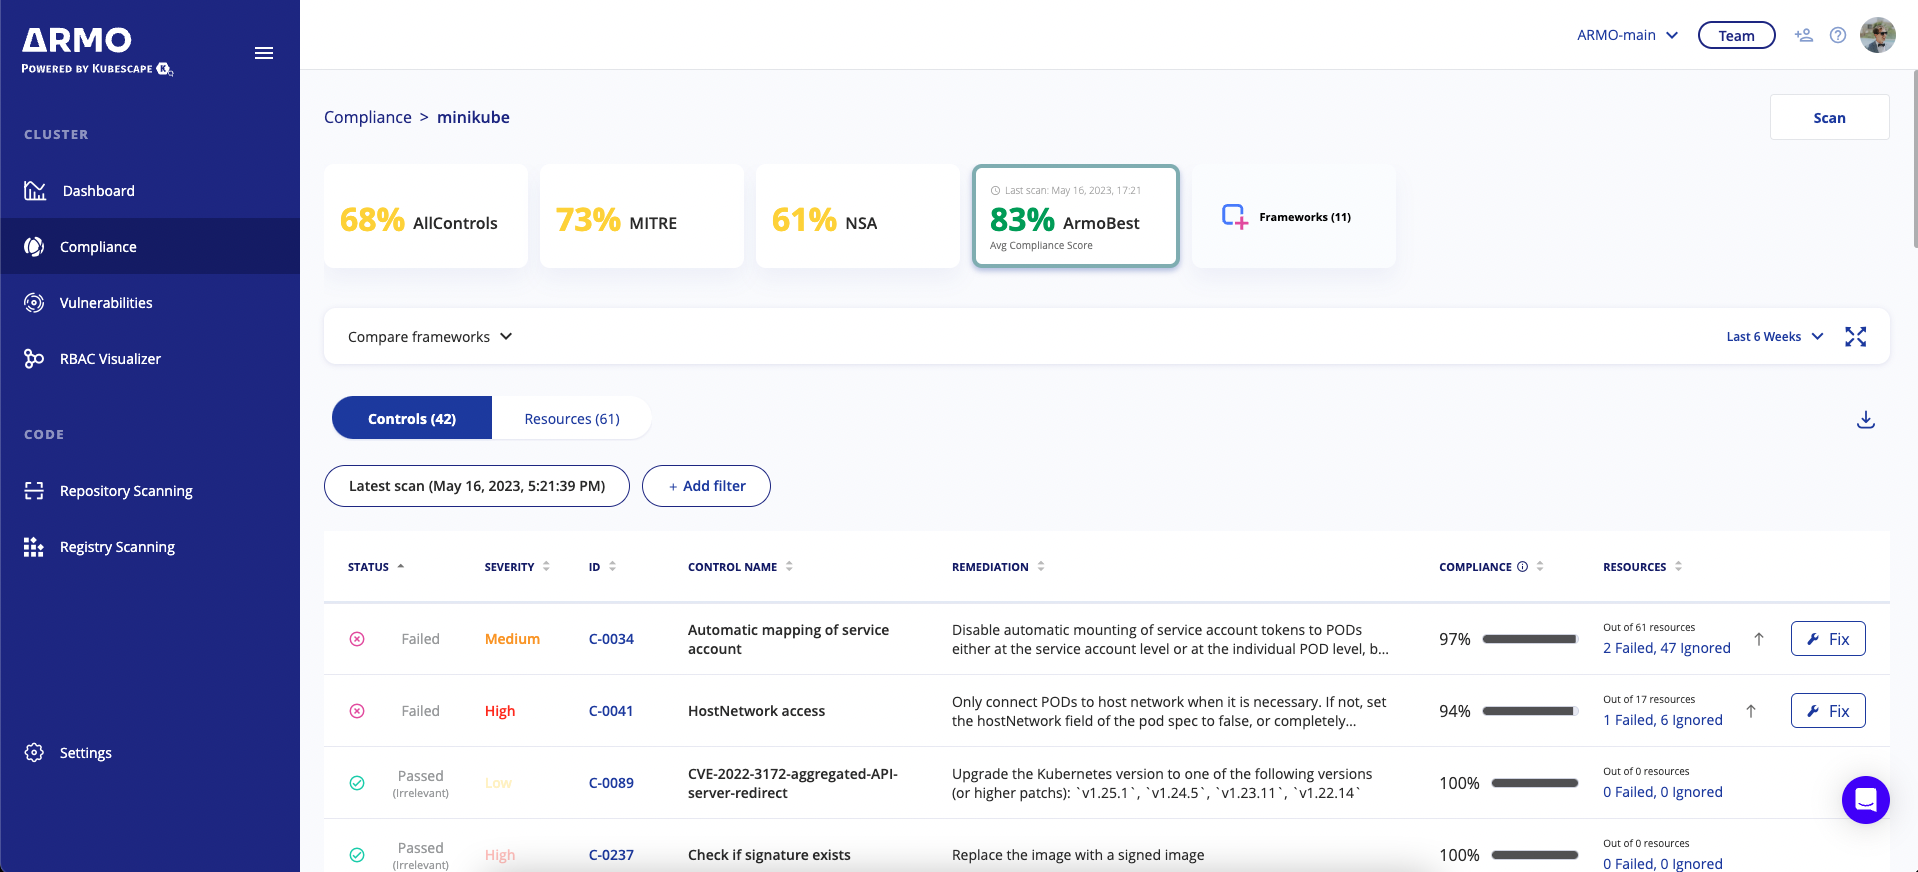 ARMO
POWERED BY KUBESCAPE
CLUSTER
Dashboard
Compliance
Vulnerabilities
RBAC Visualizer
CODE
Repository Scanning
Registry Scanning
Settings
ARMO-main
Team
Compliance > minikube
Scan
68% AllControls
73% MITRE
61% NSA
Last scan: May 16, 2023, 17:21
83% ArmoBest
Avg Compliance Score
Frameworks (11)
Compare frameworks
Last 6 Weeks
Controls (42)
Resources (61)
Latest scan (May 16, 2023, 5:21:39 PM)
+ Add filter
STATUS SEVERITY ID CONTROL NAME REMEDIATION COMPLIANCE RESOURCES
Failed
Medium
C-0034
Automatic mapping of service
account
Disable automatic mounting of service account tokens to PODs
either at the service account level or at the individual POD level, b...
97%
Out of 61 resources
2 Failed, 47 Ignored
Fix
Failed
High
C-0041
HostNetwork access
Only connect PODs to host network when it is necessary. If not, set
the hostNetwork field of the pod spec to false, or completely...
94%
Out of 17 resources
1 Failed, 6 Ignored
Fix
Passed
(Irrelevant)
Low
C-0089
CVE-2022-3172-aggregated-API-
server-redirect
Upgrade the Kubernetes version to one of the following versions
(or higher patchs): `v1.25.1`, `v1.24.5`, `v1.23.11`, `v1.22.14`
100%
Out of 0 resources
0 Failed, 0 Ignored
Passed
(Irrelevant)
High
C-0237
Check if signature exists
Replace the image with a signed image
100%
Out of 0 resources
0 Failed, 0 Ignored